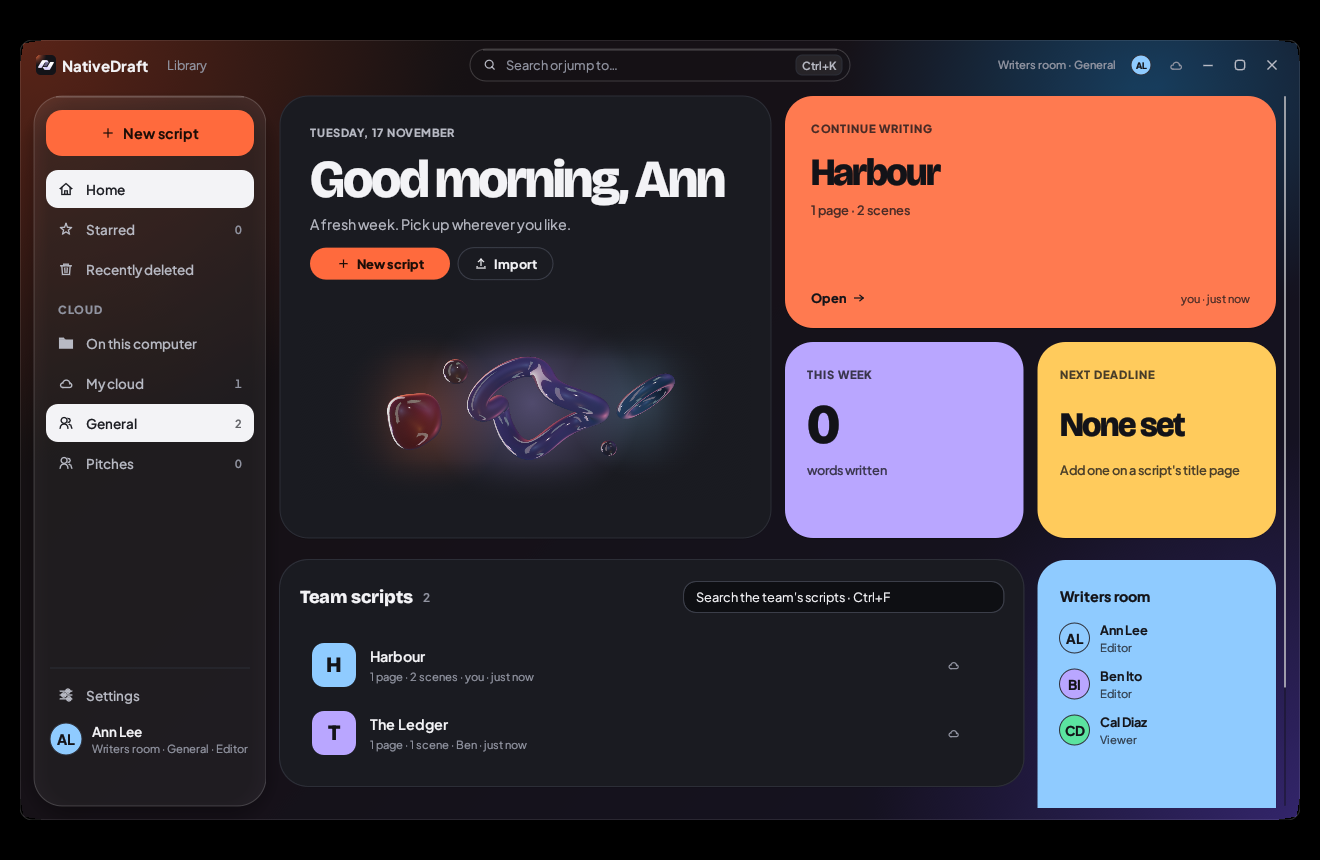 NativeDraft
Library
Search or jump to...
Ctrl+K
Writers room · General
AL
New script
Home
Starred
0
Recently deleted
CLOUD
On this computer
My cloud
1
General
2
Pitches
0
Settings
AL
Ann Lee
Writers room · General · Editor
TUESDAY, 17 NOVEMBER
Good morning, Ann
A fresh week. Pick up wherever you like.
New script
Import
CONTINUE WRITING
Harbour
1 page · 2 scenes
Open
you · just now
THIS WEEK
0
words written
NEXT DEADLINE
None set
Add one on a script's title page
Team scripts
2
Search the team's scripts · Ctrl+F
H
Harbour
1 page · 2 scenes · you · just now
T
The Ledger
1 page · 1 scene · Ben · just now
Writers room
AL
Ann Lee
Editor
BI
Ben Ito
Editor
CD
Cal Diaz
Viewer